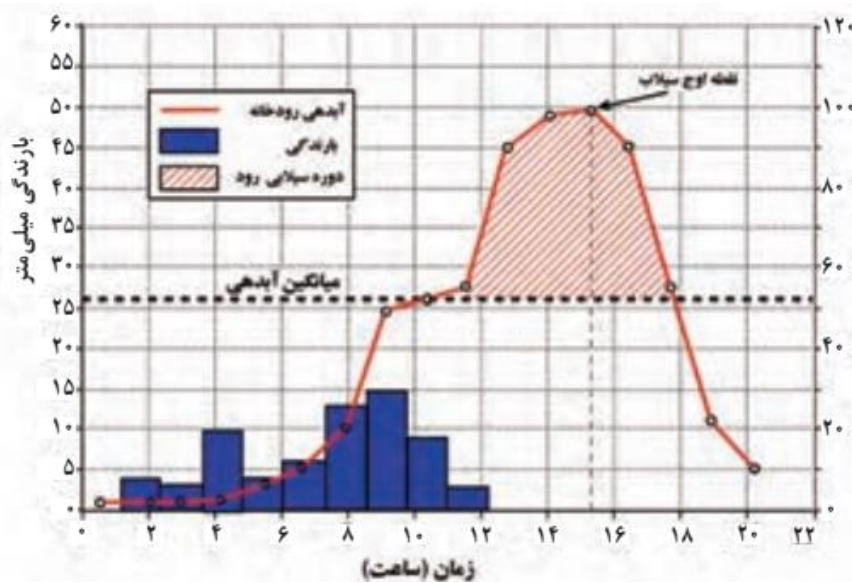 بارندگی میلی متر
۶۰
۵۵
۵۰
۴۵
۴۰
۳۵
۳۰
۲۵
۲۰
۱۵
۱۰
۵
۰
نقطه اوج سیلاب
آبدهی رودخانه
بارندگی
دوره سیلابی رود
میانگین آبدهی
۱۲۰
۱۰۰
۸۰
۶۰
۴۰
۲۰
۰
۰ ۲ ۴ ۶ ۸ ۱۰ ۱۲ ۱۴ ۱۶ ۱۸ ۲۰ ۲۲
زمان (ساعت)